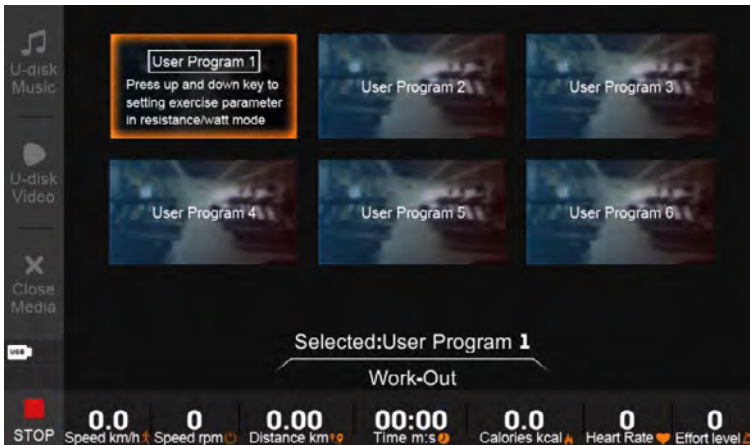 U-disk
Music
U-disk
Video
Close
Media
USB
STOP
User Program 1
Press up and down key to
setting exercise parameter
in resistance/watt mode
User Program 2
User Program 3
User Program 4
User Program 5
User Program 6
Selected:User Program 1
Work-Out
0.0 0 0.00 00:00 0.0 0 0
Speed km/h Speed rpm Distance km Time m:s Calories kcal Heart Rate Effort level